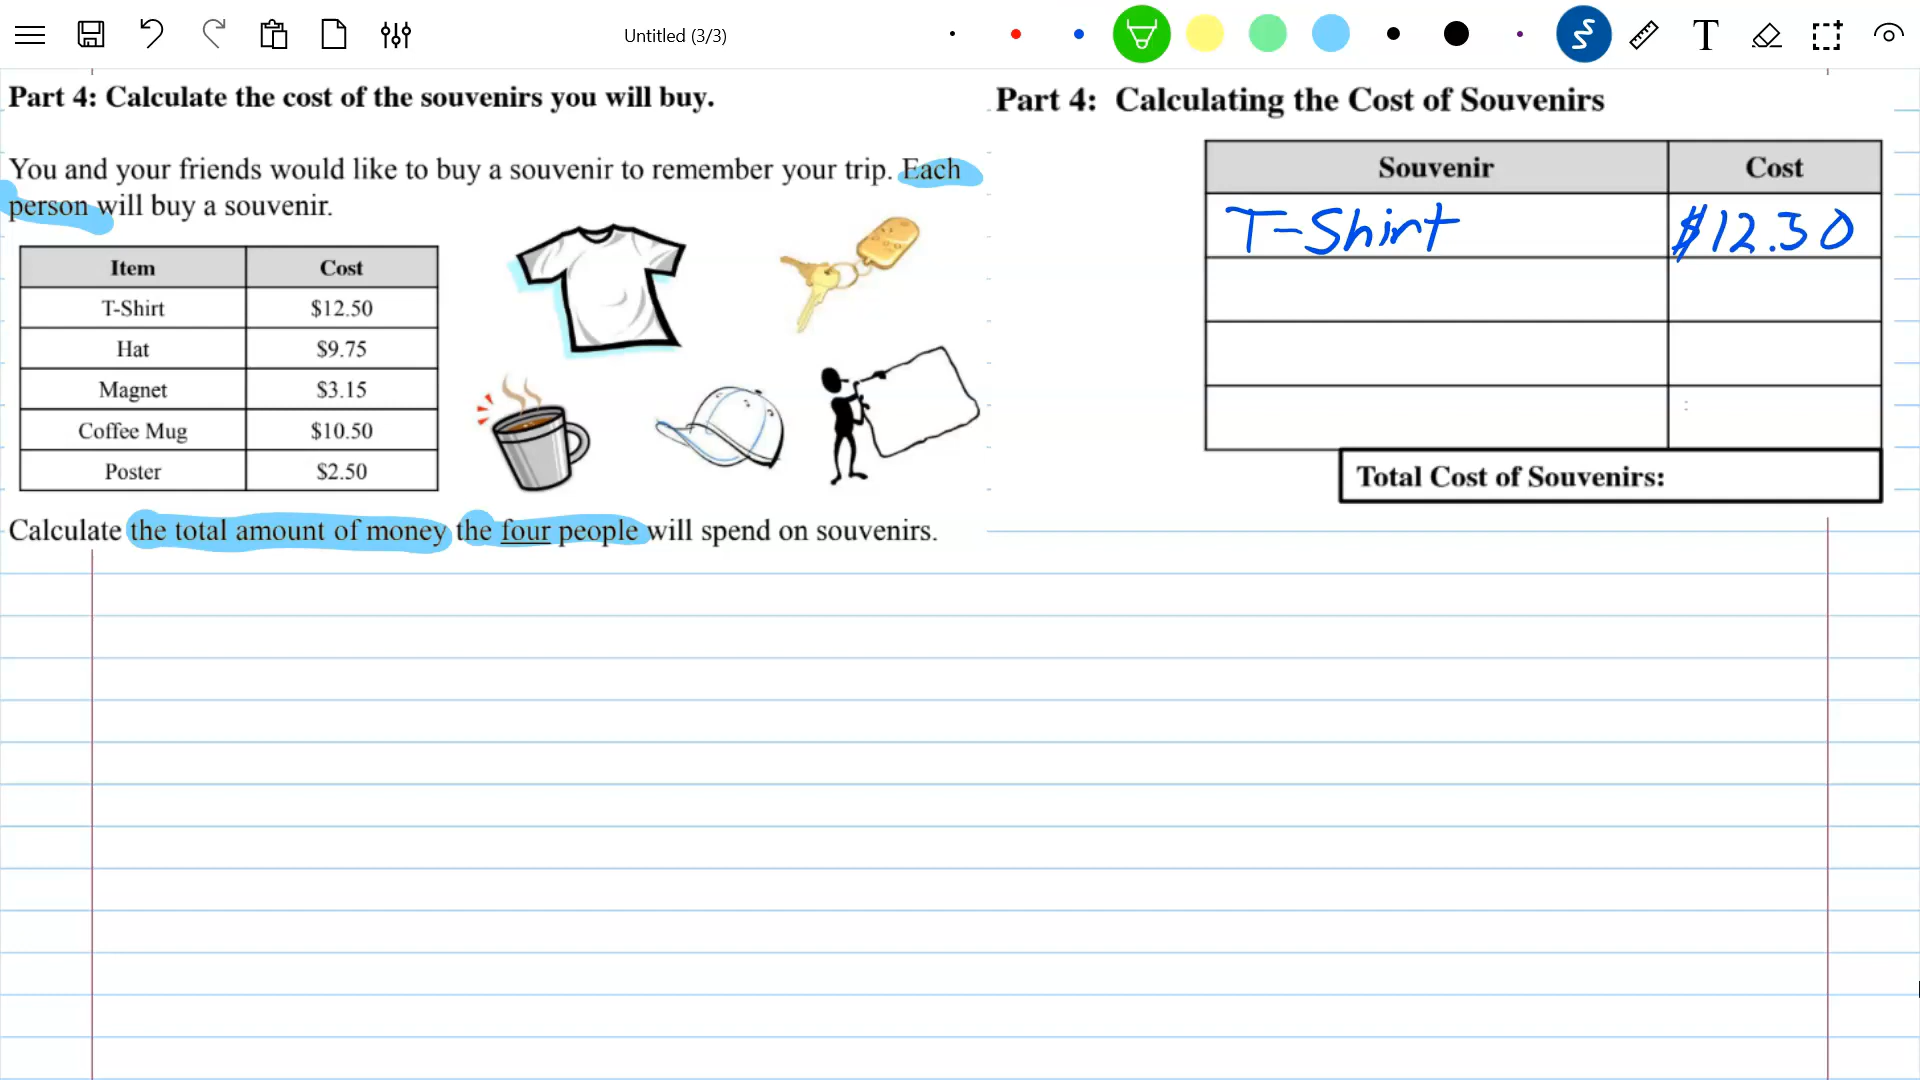 Untitled (3/3)
T
Part 4: Calculate the cost of the souvenirs you will buy.
You and your friends would like to buy a souvenir to remember your trip. Each
person will buy a souvenir.
Item Cost
T-Shirt $12.50
Hat $9.75
Magnet $3.15
Coffee Mug $10.50
Poster $2.50
Calculate the total amount of money the four people will spend on souvenirs.
Part 4: Calculating the Cost of Souvenirs
Souvenir Cost
T-Shirt $12.50
Total Cost of Souvenirs: